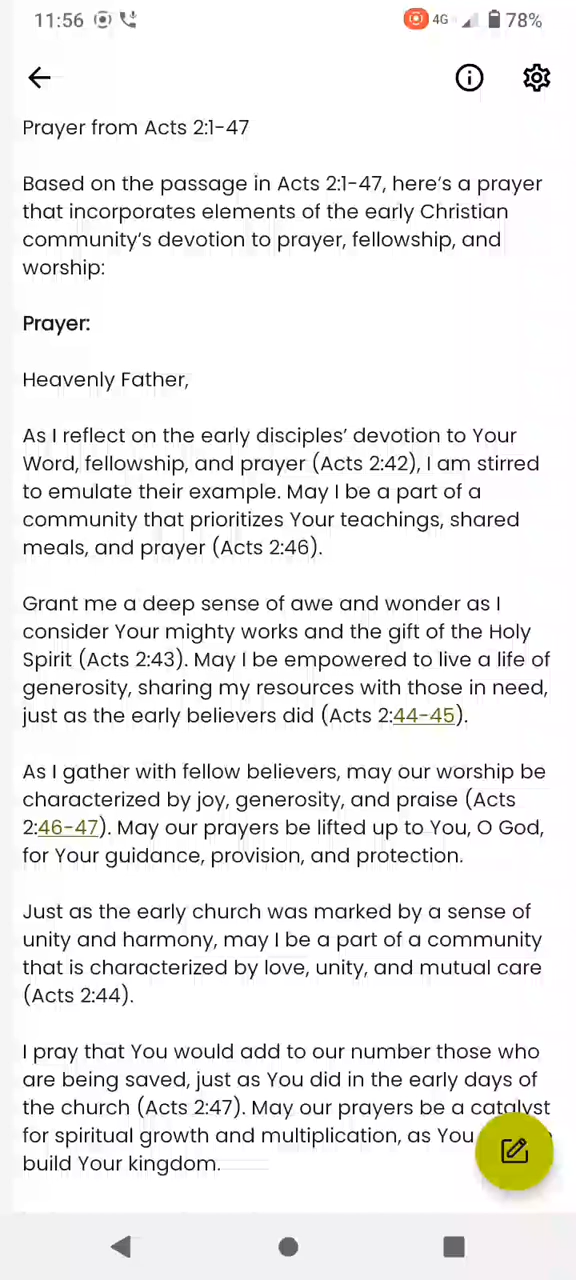 11:56
4G
78%
Prayer from Acts 2:1-47
Based on the passage in Acts 2:1-47, here's a prayer
that incorporates elements of the early Christian
community's devotion to prayer, fellowship, and
worship:
Prayer:
Heavenly Father,
As I reflect on the early disciples' devotion to Your
Word, fellowship, and prayer (Acts 2:42), I am stirred
to emulate their example. May I be a part of a
community that prioritizes Your teachings, shared
meals, and prayer (Acts 2:46).
Grant me a deep sense of awe and wonder as I
consider Your mighty works and the gift of the Holy
Spirit (Acts 2:43). May I be empowered to live a life of
generosity, sharing my resources with those in need,
just as the early believers did (Acts 2:44-45).
As I gather with fellow believers, may our worship be
characterized by joy, generosity, and praise (Acts
2:46-47). May our prayers be lifted up to You, O God,
for Your guidance, provision, and protection.
Just as the early church was marked by a sense of
unity and harmony, may I be a part of a community
that is characterized by love, unity, and mutual care
(Acts 2:44).
I pray that You would add to our number those who
are being saved, just as You did in the early days of
the church (Acts 2:47). May our prayers be a catalyst
for spiritual growth and multiplication, as You
build Your kingdom.